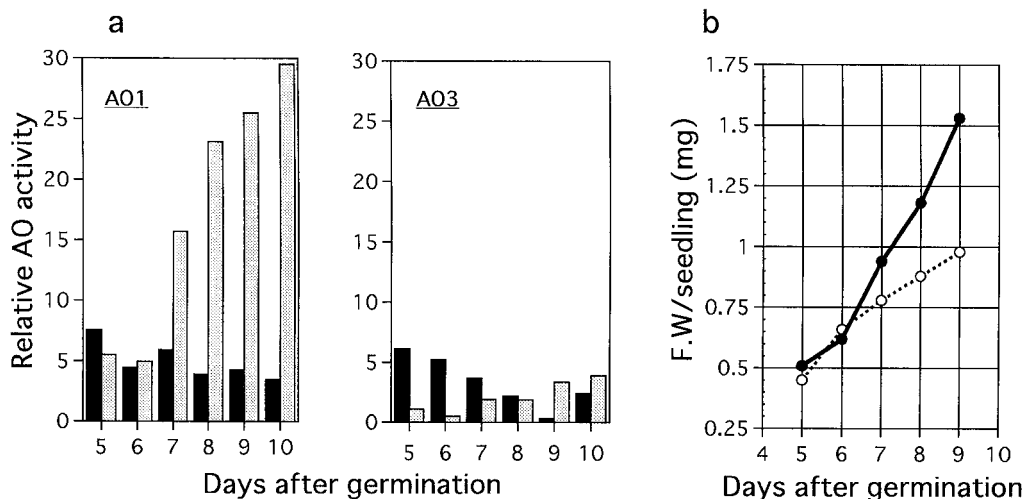 a
b
Relative AO activity
30
25
20
15
10
5
0
AO1
5 6 7 8 9 10
30
25
20
15
10
5
0
AO3
5 6 7 8 9 10
Days after germination
F.W/seedling (mg)
1.75
1.5
1.25
1
0.75
0.5
0.25
4 5 6 7 8 9 10
Days after germination